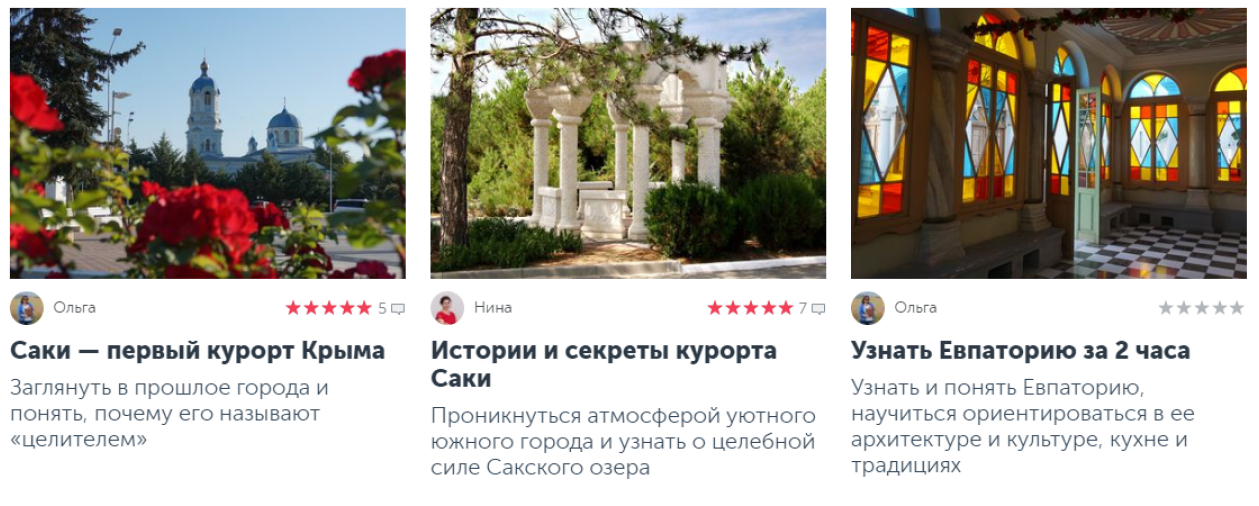 Ольга
5
Саки — первый курорт Крыма
Заглянуть в прошлое города и
понять, почему его называют
«целителем»
Нина
7
Истории и секреты курорта
Саки
Проникнуться атмосферой уютного
южного города и узнать о целебной
силе Сакского озера
Ольга
Узнать Евпаторию за 2 часа
Узнать и понять Евпаторию,
научиться ориентироваться в ее
архитектуре и культуре, кухне и
традициях